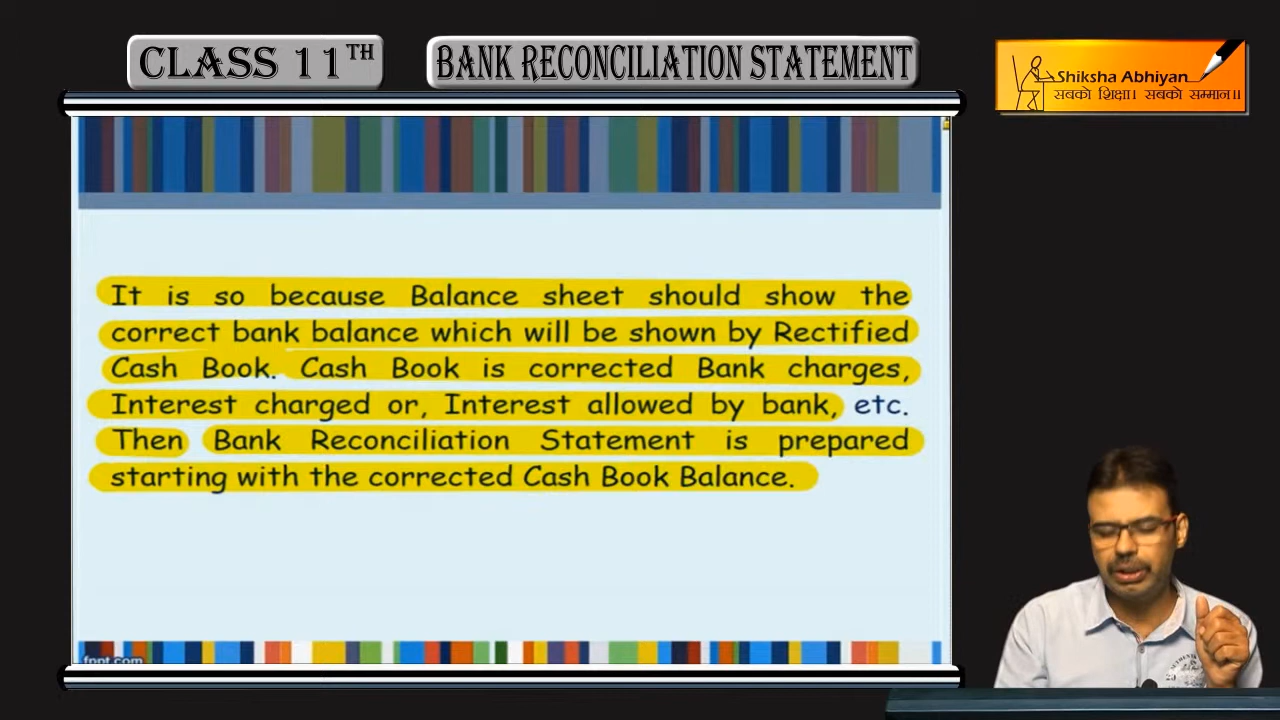 CLASS 11TH
BANK RECONCILIATION STATEMENT
Shiksha Abhiyan
सबको शिक्षा। सबको सम्मान॥
It is so because Balance sheet should show the
correct bank balance which will be shown by Rectified
Cash Book. Cash Book is corrected Bank charges,
Interest charged or, Interest allowed by bank, etc.
Then Bank Reconciliation Statement is prepared
starting with the corrected Cash Book Balance.
fppt.com